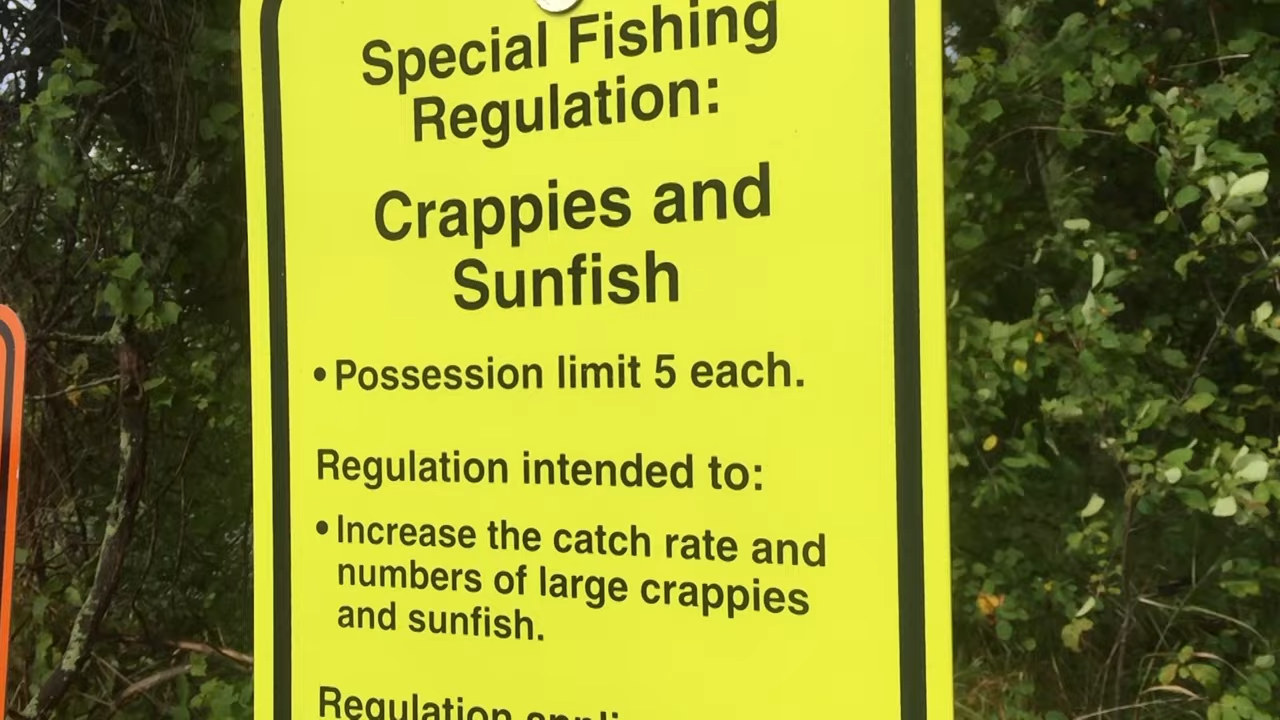 Special Fishing
Regulation:
Crappies and
Sunfish
• Possession limit 5 each.
Regulation intended to:
• Increase the catch rate and
numbers of large crappies
and sunfish.
Regulation